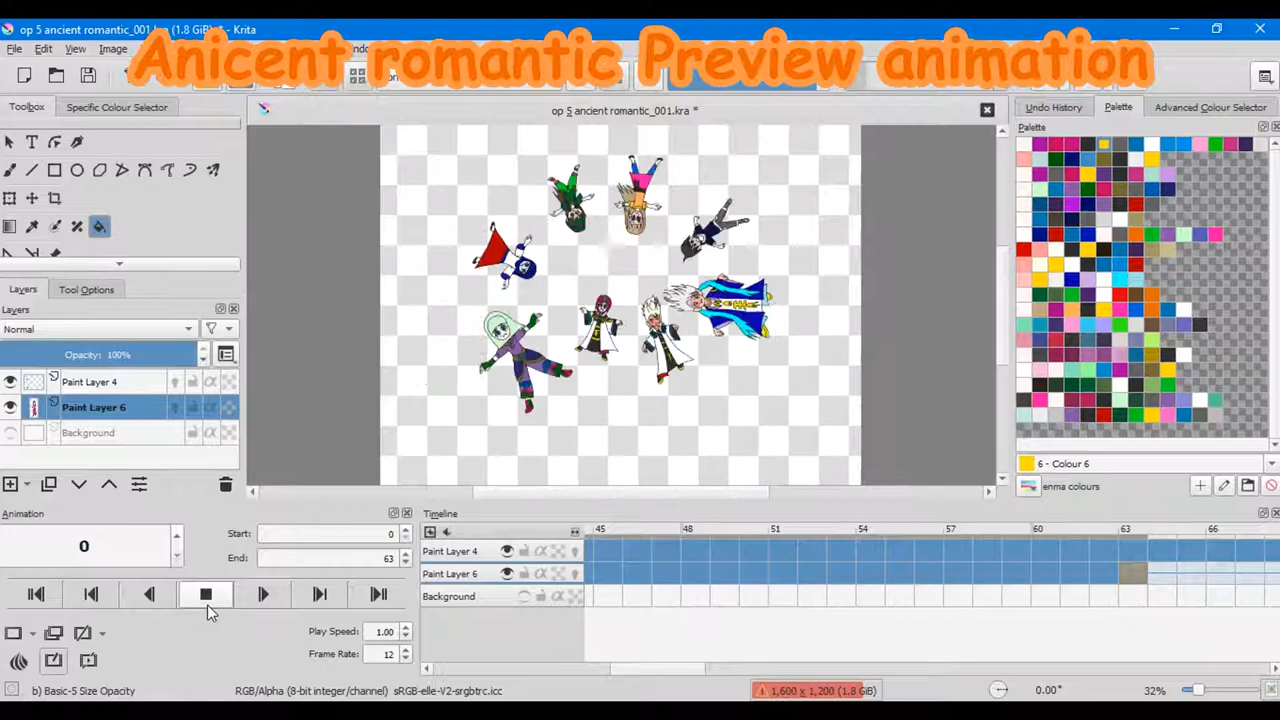 op 5 ancient romantic_001.kra (1.8 GiB) * - Krita
Anicent romantic Preview animation
File Edit View Image
Toolbox Specific Colour Selector
op 5 ancient romantic_001.kra *
Undo History Palette Advanced Colour Selector
Palette
Layers Tool Options
Layers
Normal
Opacity: 100%
Paint Layer 4
Paint Layer 6
Background
6 - Colour 6
enma colours
Animation
0
Start: 0
End: 63
Play Speed: 1.00
Frame Rate: 12
Timeline
45 48 51 54 57 60 63 66
Paint Layer 4
Paint Layer 6
Background
b) Basic-5 Size Opacity
RGB/Alpha (8-bit integer/channel) sRGB-elle-V2-srgbtrc.icc
1,600 x 1,200 (1.8 GiB)
0.00°
32%